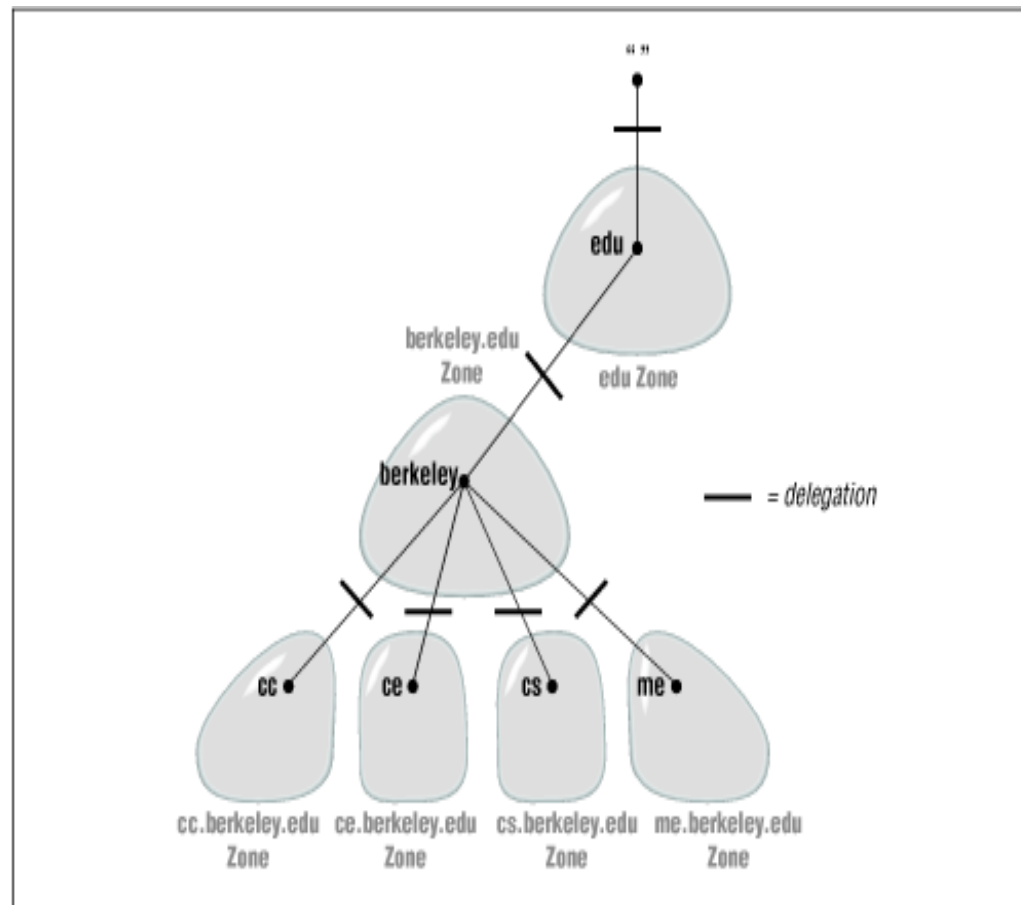 “ ”
edu
berkeley.edu
Zone
edu Zone
berkeley
= delegation
cc
ce
cs
me
cc.berkeley.edu
Zone
ce.berkeley.edu
Zone
cs.berkeley.edu
Zone
me.berkeley.edu
Zone